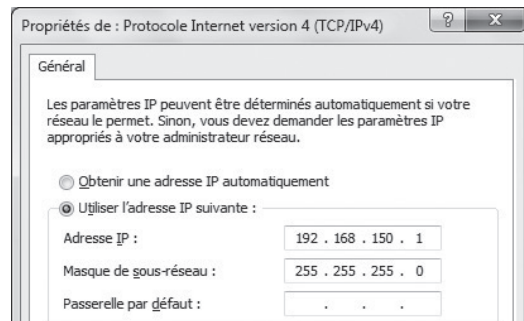 Propriétés de : Protocole Internet version 4 (TCP/IPv4)
? X
Général
Les paramètres IP peuvent être déterminés automatiquement si votre
réseau le permet. Sinon, vous devez demander les paramètres IP
appropriés à votre administrateur réseau.
Obtenir une adresse IP automatiquement
Utiliser l'adresse IP suivante :
Adresse IP : 192 . 168 . 150 . 1
Masque de sous-réseau : 255 . 255 . 255 . 0
Passerelle par défaut : . . .